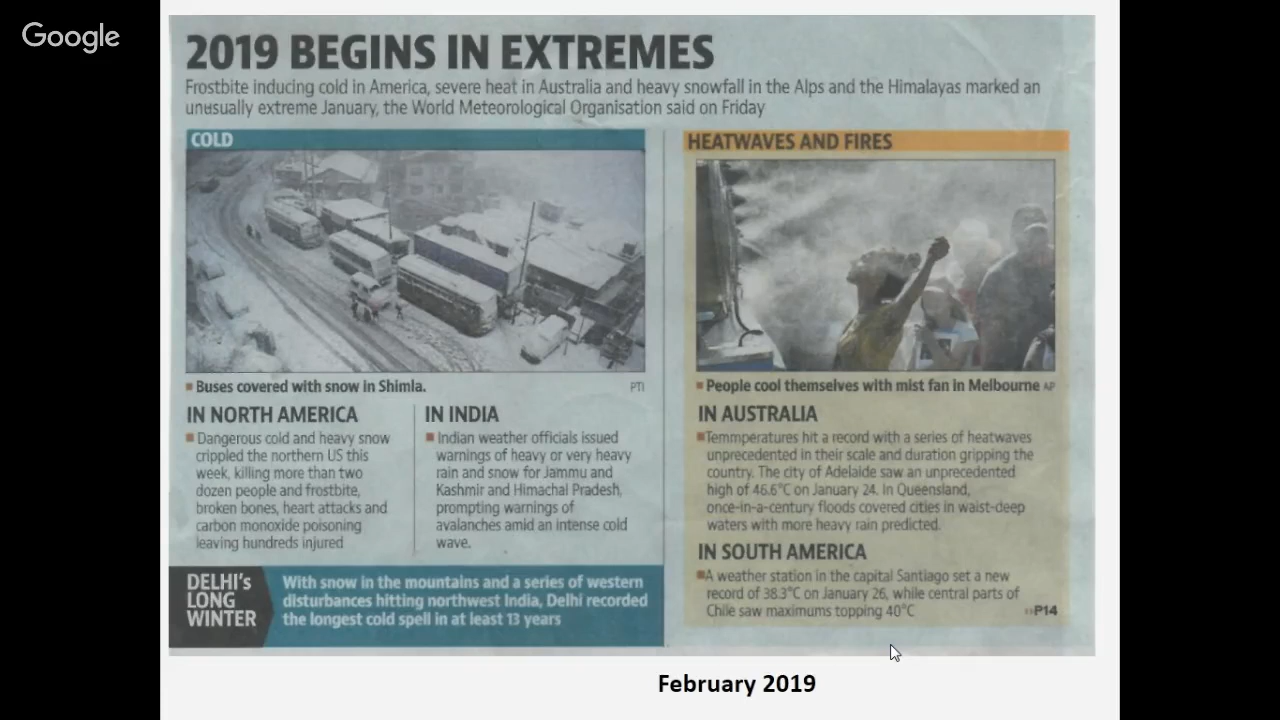 Google
2019 BEGINS IN EXTREMES
Frostbite inducing cold in America, severe heat in Australia and heavy snowfall in the Alps and the Himalayas marked an
unusually extreme January, the World Meteorological Organisation said on Friday
COLD
Buses covered with snow in Shimla.
PTI
IN NORTH AMERICA
Dangerous cold and heavy snow
crippled the northern US this
week, killing more than two
dozen people and frostbite,
broken bones, heart attacks and
carbon monoxide poisoning
leaving hundreds injured
IN INDIA
Indian weather officials issued
warnings of heavy or very heavy
rain and snow for Jammu and
Kashmir and Himachal Pradesh,
prompting warnings of
avalanches amid an intense cold
wave.
DELHI's
LONG
WINTER
With snow in the mountains and a series of western
disturbances hitting northwest India, Delhi recorded
the longest cold spell in at least 13 years
HEATWAVES AND FIRES
People cool themselves with mist fan in Melbourne AP
IN AUSTRALIA
Temmperatures hit a record with a series of heatwaves
unprecedented in their scale and duration gripping the
country. The city of Adelaide saw an unprecedented
high of 46.6°C on January 24. In Queensland,
once-in-a-century floods covered cities in waist-deep
waters with more heavy rain predicted.
IN SOUTH AMERICA
A weather station in the capital Santiago set a new
record of 38.3°C on January 26, while central parts of
Chile saw maximums topping 40°C
››P14
February 2019